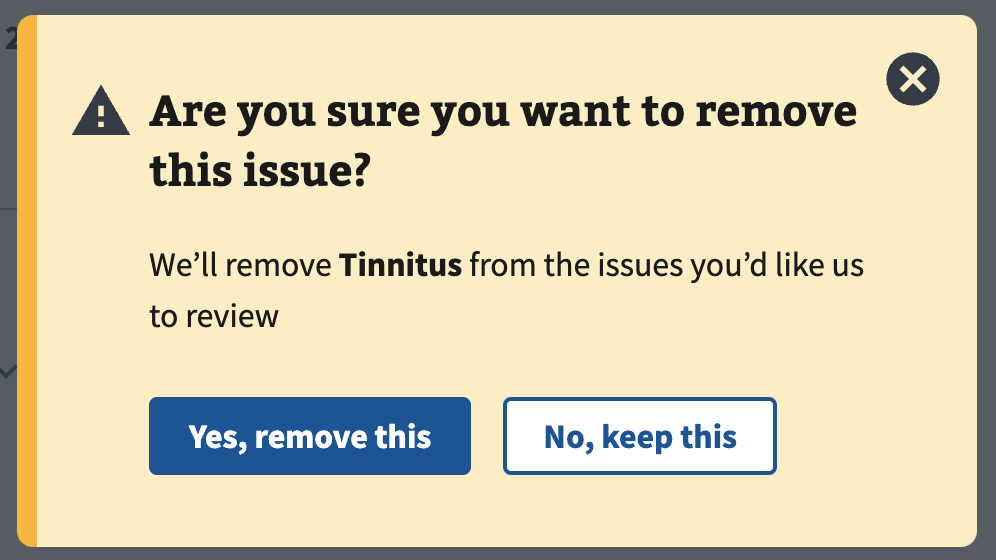 2
Are you sure you want to remove
this issue?
We’ll remove Tinnitus from the issues you’d like us
to review
Yes, remove this
No, keep this